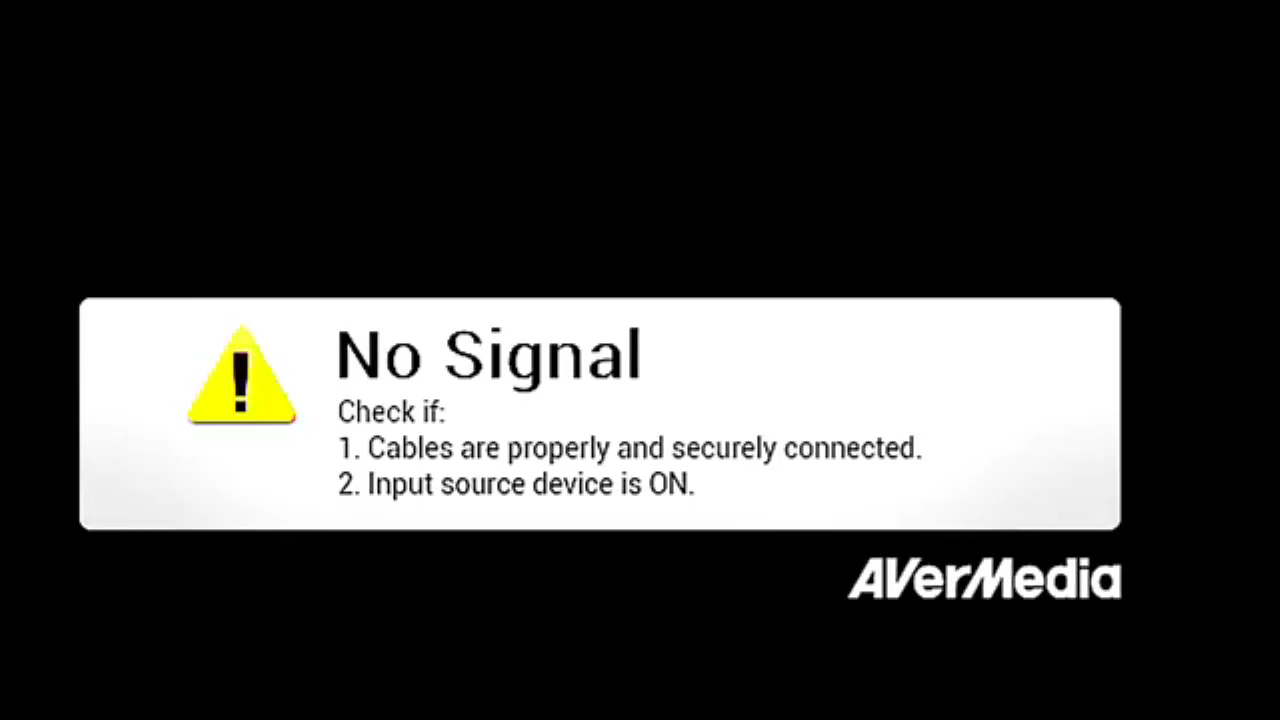 No Signal
Check if:
1. Cables are properly and securely connected.
2. Input source device is ON.
AVerMedia